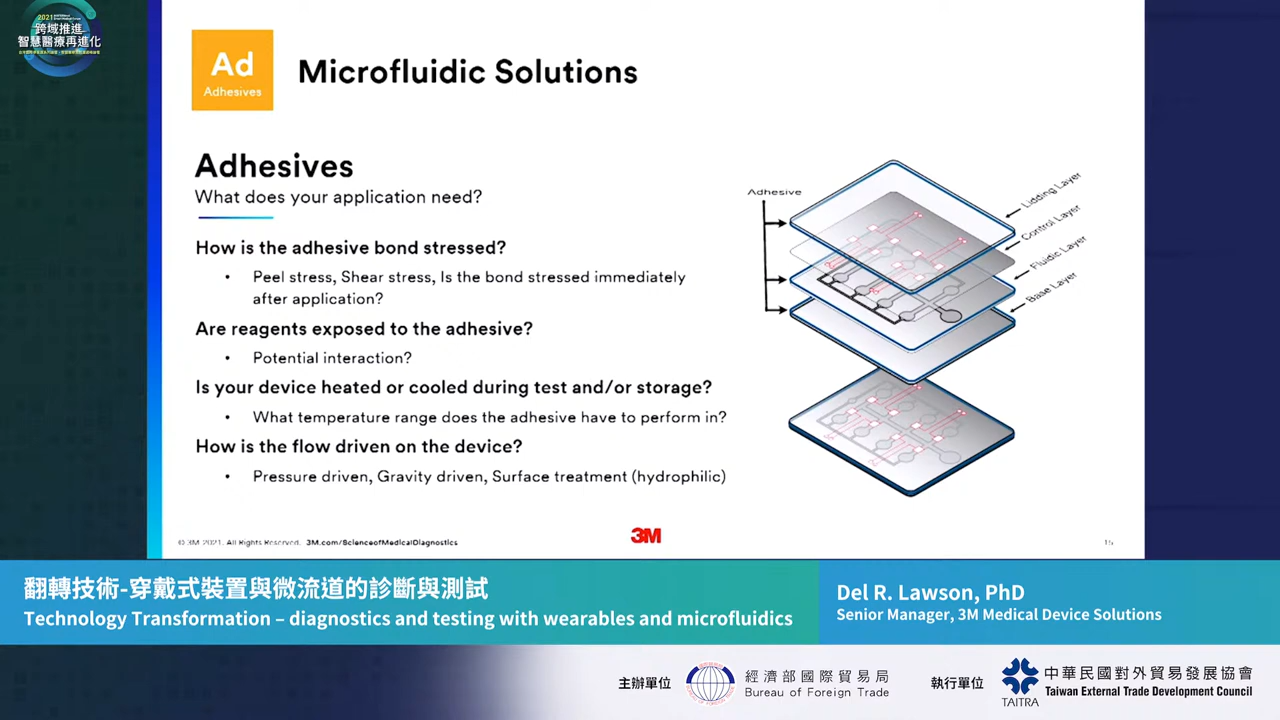 2021
跨域推進
智慧醫療再進化
Ad
Adhesives
Microfluidic Solutions
Adhesives
What does your application need?
How is the adhesive bond stressed?
• Peel stress, Shear stress, Is the bond stressed immediately
after application?
Are reagents exposed to the adhesive?
• Potential interaction?
Is your device heated or cooled during test and/or storage?
• What temperature range does the adhesive have to perform in?
How is the flow driven on the device?
• Pressure driven, Gravity driven, Surface treatment (hydrophilic)
Adhesive
Lidding Layer
Control Layer
Fluidic Layer
Base Layer
© 3M 2021. All Rights Reserved. 3M.com/ScienceofMedicalDiagnostics
3M
15
翻轉技術-穿戴式裝置與微流道的診斷與測試
Technology Transformation – diagnostics and testing with wearables and microfluidics
Del R. Lawson, PhD
Senior Manager, 3M Medical Device Solutions
主辦單位
經濟部國際貿易局
Bureau of Foreign Trade
執行單位
TAITRA
中華民國對外貿易發展協會
Taiwan External Trade Development Council